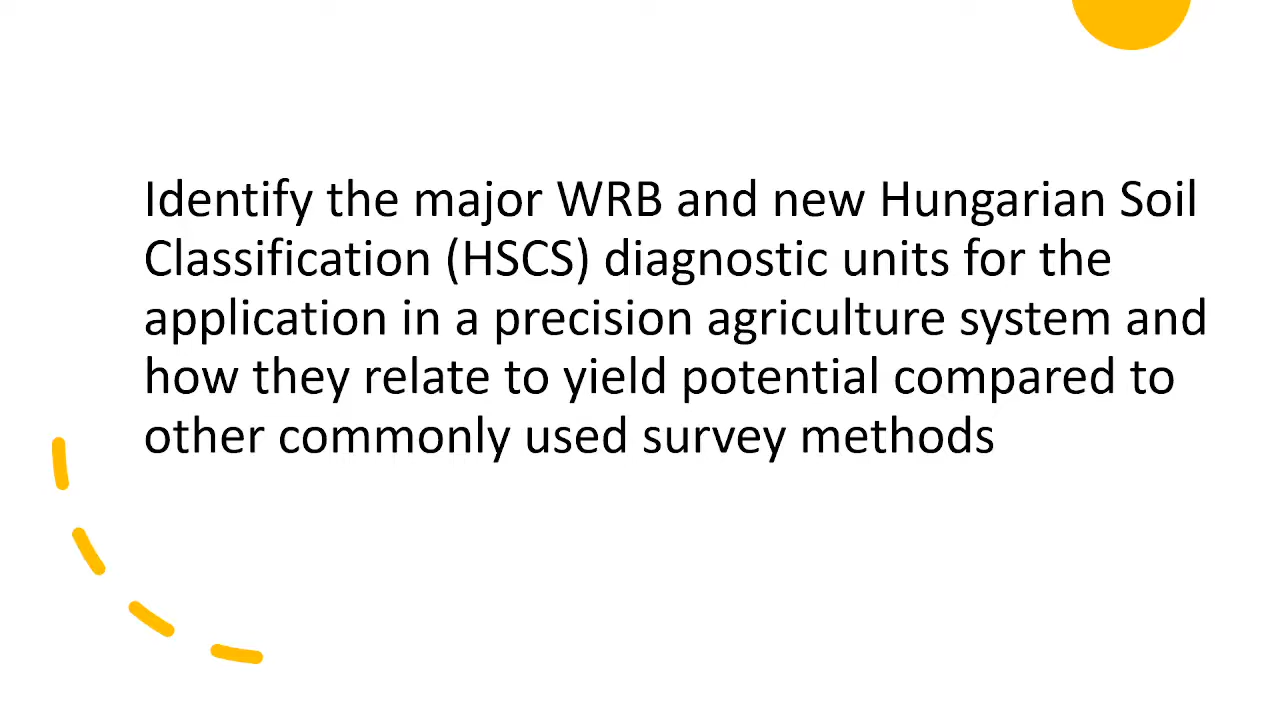 Identify the major WRB and new Hungarian Soil
Classification (HSCS) diagnostic units for the
application in a precision agriculture system and
how they relate to yield potential compared to
other commonly used survey methods